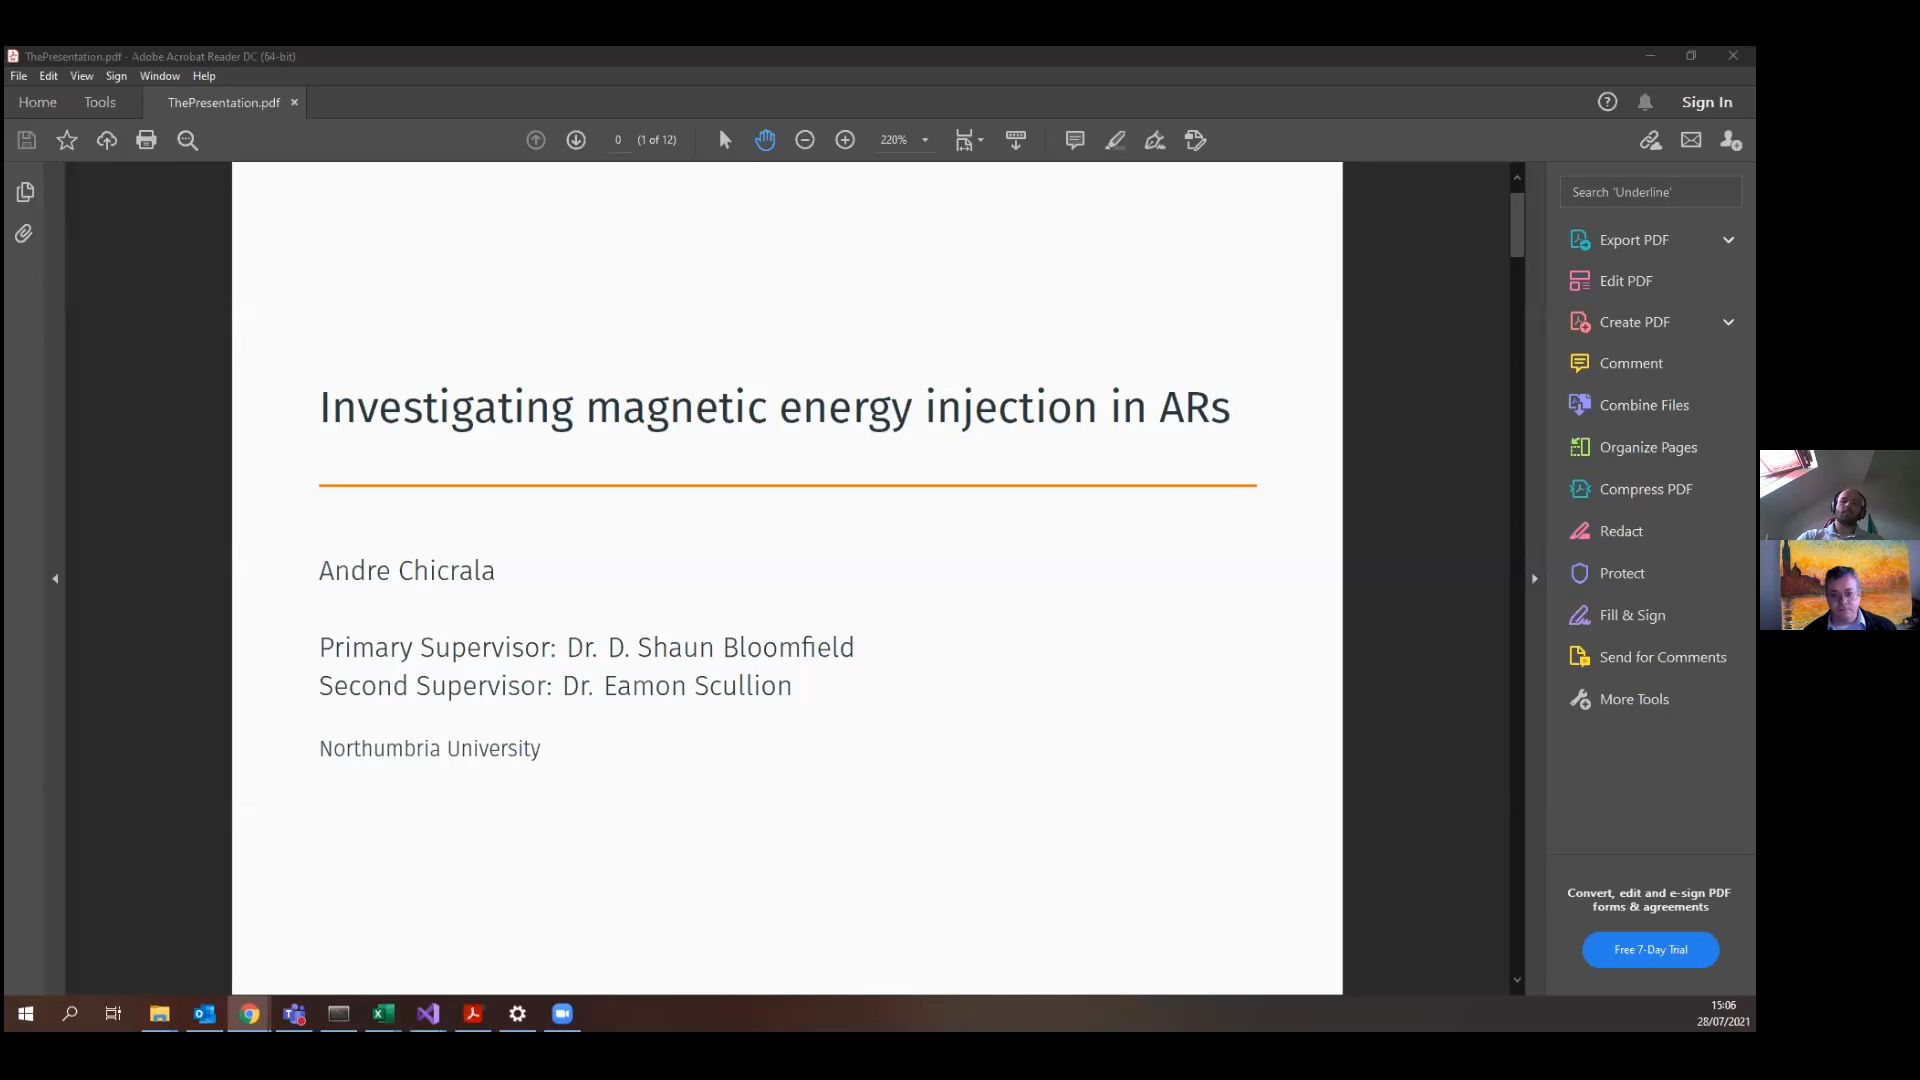 ThePresentation.pdf - Adobe Acrobat Reader DC (64-bit)
File Edit View Sign Window Help
Home Tools ThePresentation.pdf × Sign In
0 (1 of 12) 220%
Search 'Underline'
Export PDF
Edit PDF
Create PDF
Comment
Combine Files
Organize Pages
Compress PDF
Redact
Protect
Fill & Sign
Send for Comments
More Tools
Convert, edit and e-sign PDF
forms & agreements
Free 7-Day Trial
Investigating magnetic energy injection in ARs
Andre Chicrala
Primary Supervisor: Dr. D. Shaun Bloomfield
Second Supervisor: Dr. Eamon Scullion
Northumbria University
15:06
28/07/2021